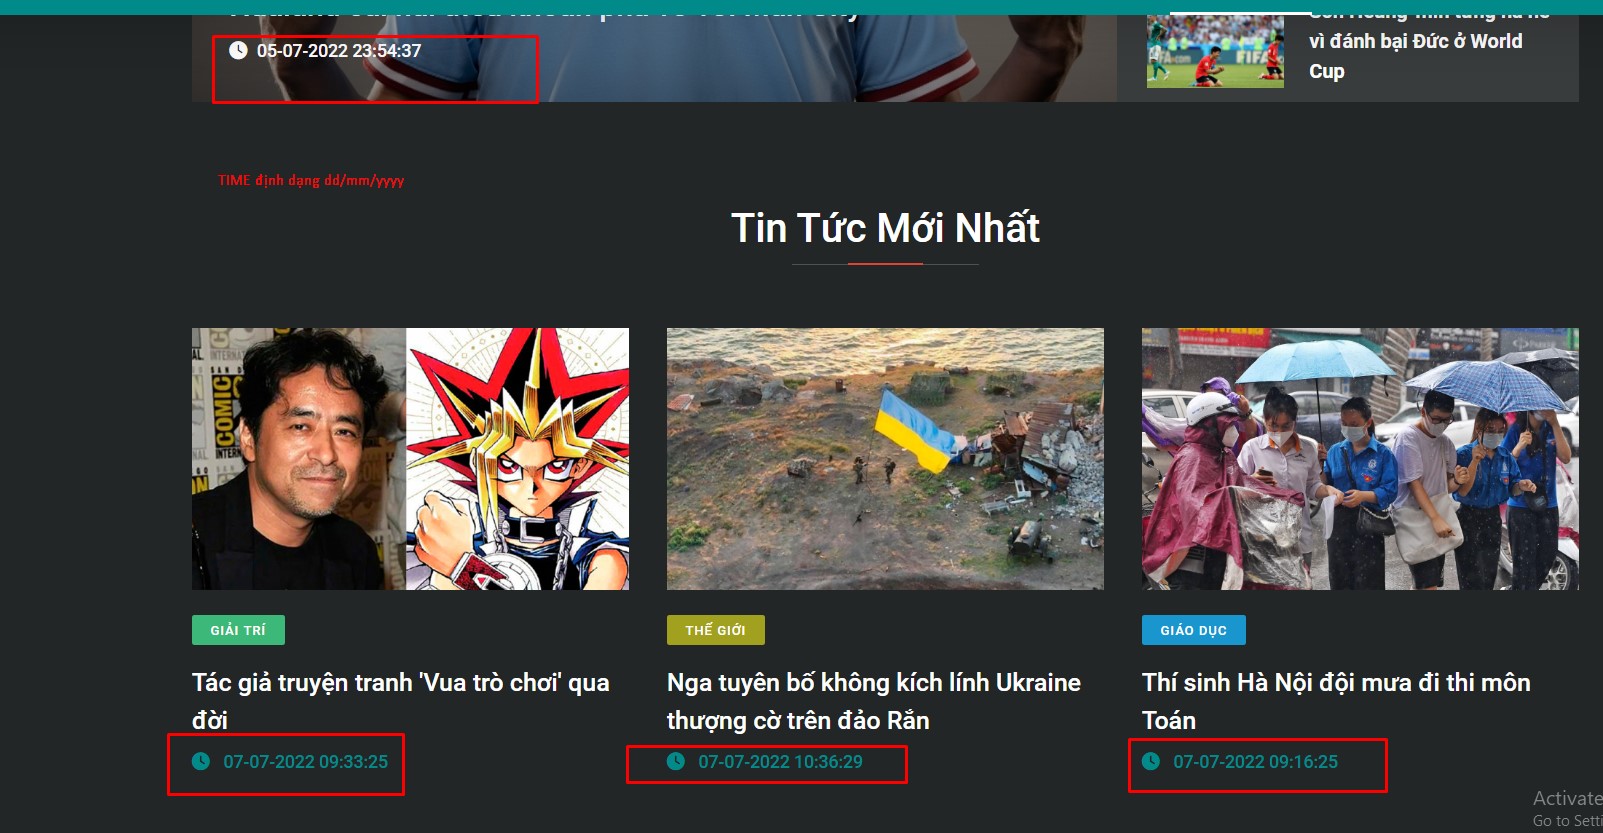 05-07-2022 23:54:37
vì đánh bại Đức ở World
Cup
TIME định dạng dd/mm/yyyy
Tin Tức Mới Nhất
GIẢI TRÍ
Tác giả truyện tranh 'Vua trò chơi' qua
đời
07-07-2022 09:33:25
THẾ GIỚI
Nga tuyên bố không kích lính Ukraine
thượng cờ trên đảo Rắn
07-07-2022 10:36:29
GIÁO DỤC
Thí sinh Hà Nội đội mưa đi thi môn
Toán
07-07-2022 09:16:25
Activate
Go to Setti